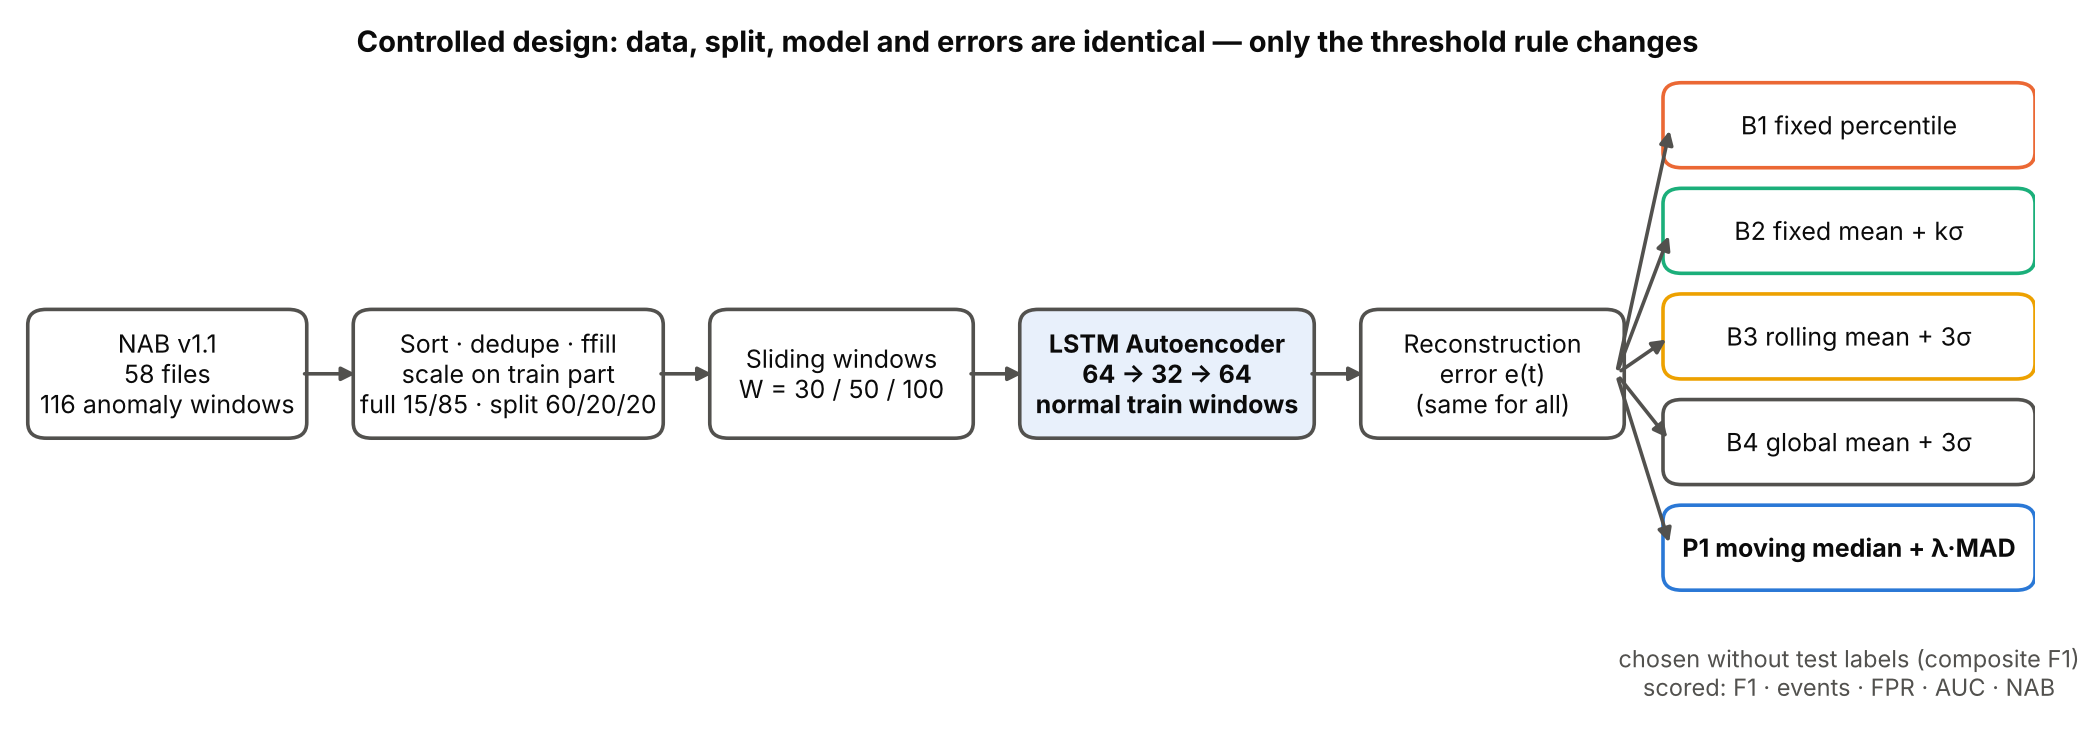 Controlled design: data, split, model and errors are identical — only the threshold rule changes
NAB v1.1
58 files
116 anomaly windows
Sort · dedupe · ffill
scale on train part
full 15/85 · split 60/20/20
Sliding windows
W = 30 / 50 / 100
LSTM Autoencoder
64 → 32 → 64
normal train windows
Reconstruction
error e(t)
(same for all)
B1 fixed percentile
B2 fixed mean + kσ
B3 rolling mean + 3σ
B4 global mean + 3σ
P1 moving median + λ·MAD
chosen without test labels (composite F1)
scored: F1 · events · FPR · AUC · NAB